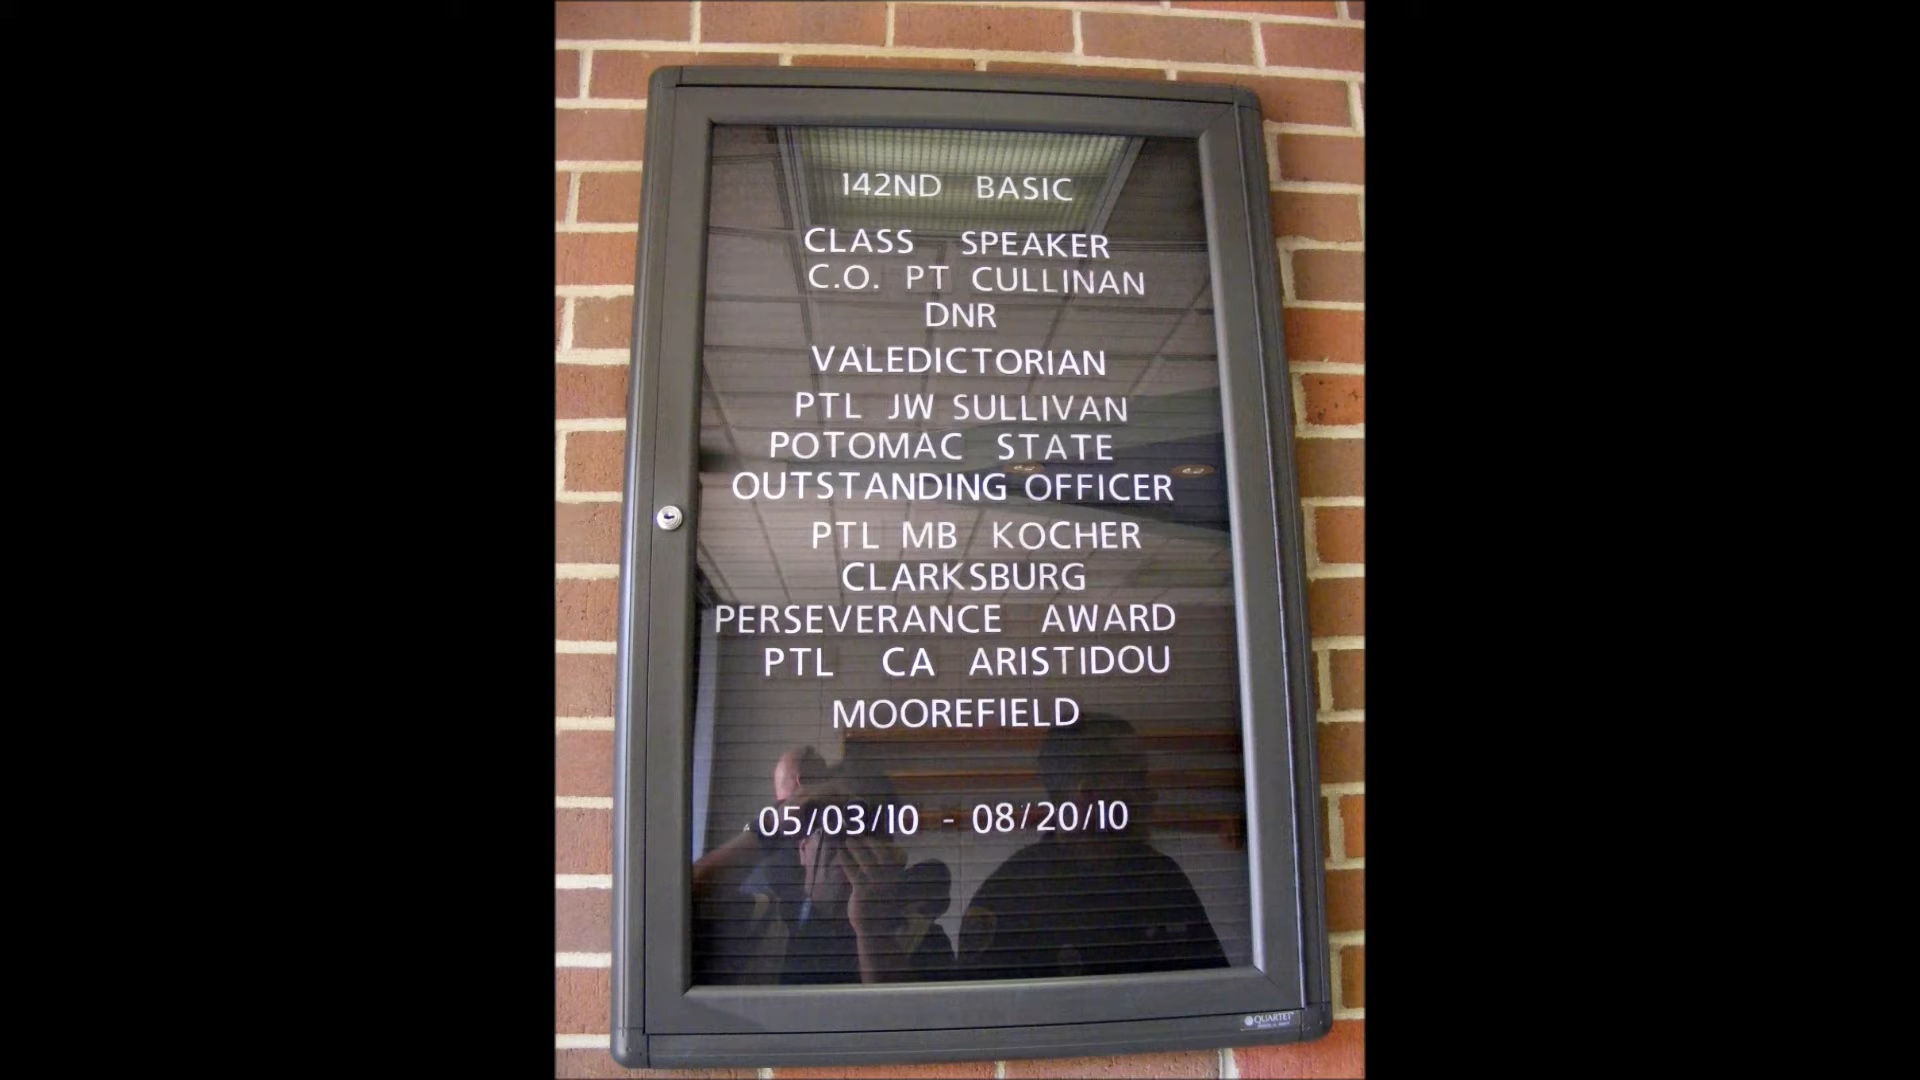 142ND BASIC
CLASS SPEAKER
C.O. PT CULLINAN
DNR
VALEDICTORIAN
PTL JW SULLIVAN
POTOMAC STATE
OUTSTANDING OFFICER
PTL MB KOCHER
CLARKSBURG
PERSEVERANCE AWARD
PTL CA ARISTIDOU
MOOREFIELD
05/03/10 - 08/20/10
QUARTET